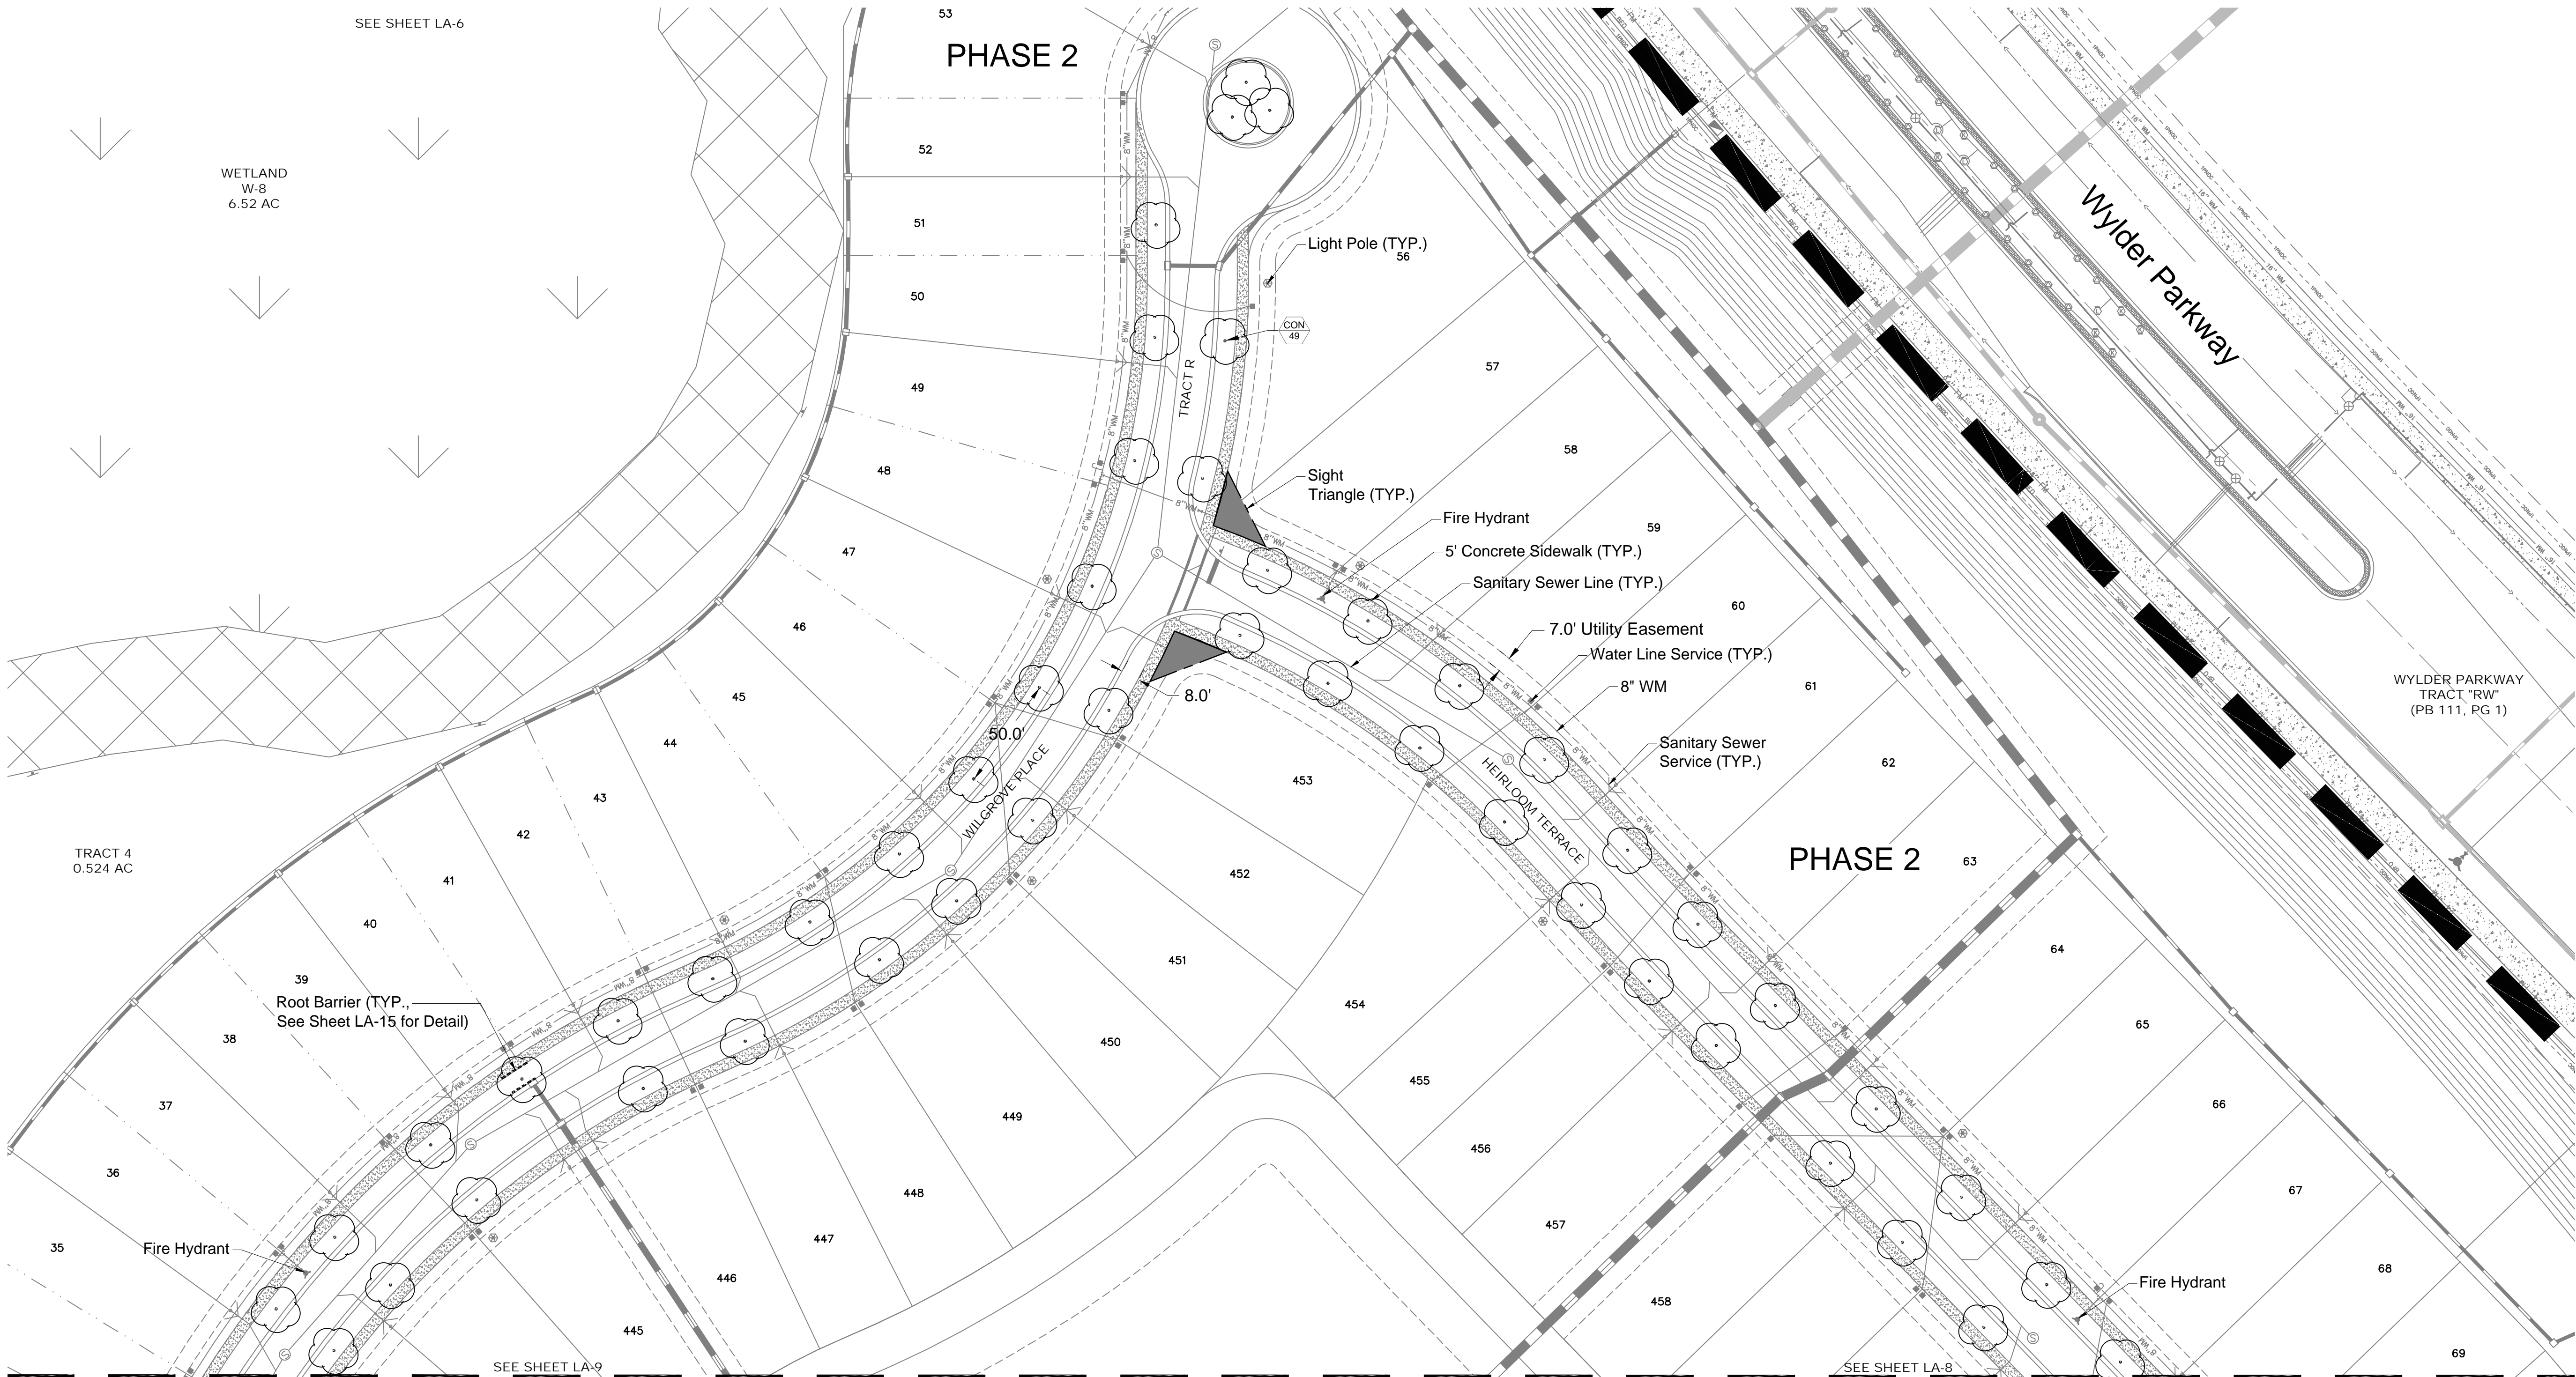 SEE SHEET LA-6
53
PHASE 2
WETLAND
W-8
6.52 AC
52
51
50
49
48
47
46
45
44
43
42
41
40
39
38
37
36
35
Light Pole (TYP.)
56
CON
49
TRACT R
57
58
59
60
61
62
63
64
65
66
67
68
69
Sight
Triangle (TYP.)
Fire Hydrant
5' Concrete Sidewalk (TYP.)
Sanitary Sewer Line (TYP.)
7.0' Utility Easement
Water Line Service (TYP.)
8" WM
Sanitary Sewer
Service (TYP.)
8.0'
50.0'
WILGROVE PLACE
HEIRLOOM TERRACE
PHASE 2
Wylder Parkway
WYLDER PARKWAY
TRACT "RW"
(PB 111, PG 1)
TRACT 4
0.524 AC
Root Barrier (TYP.,
See Sheet LA-15 for Detail)
Fire Hydrant
453
452
451
450
449
448
447
446
445
454
455
456
457
458
Fire Hydrant
SEE SHEET LA-9
SEE SHEET LA-8
8"WM
16" WM